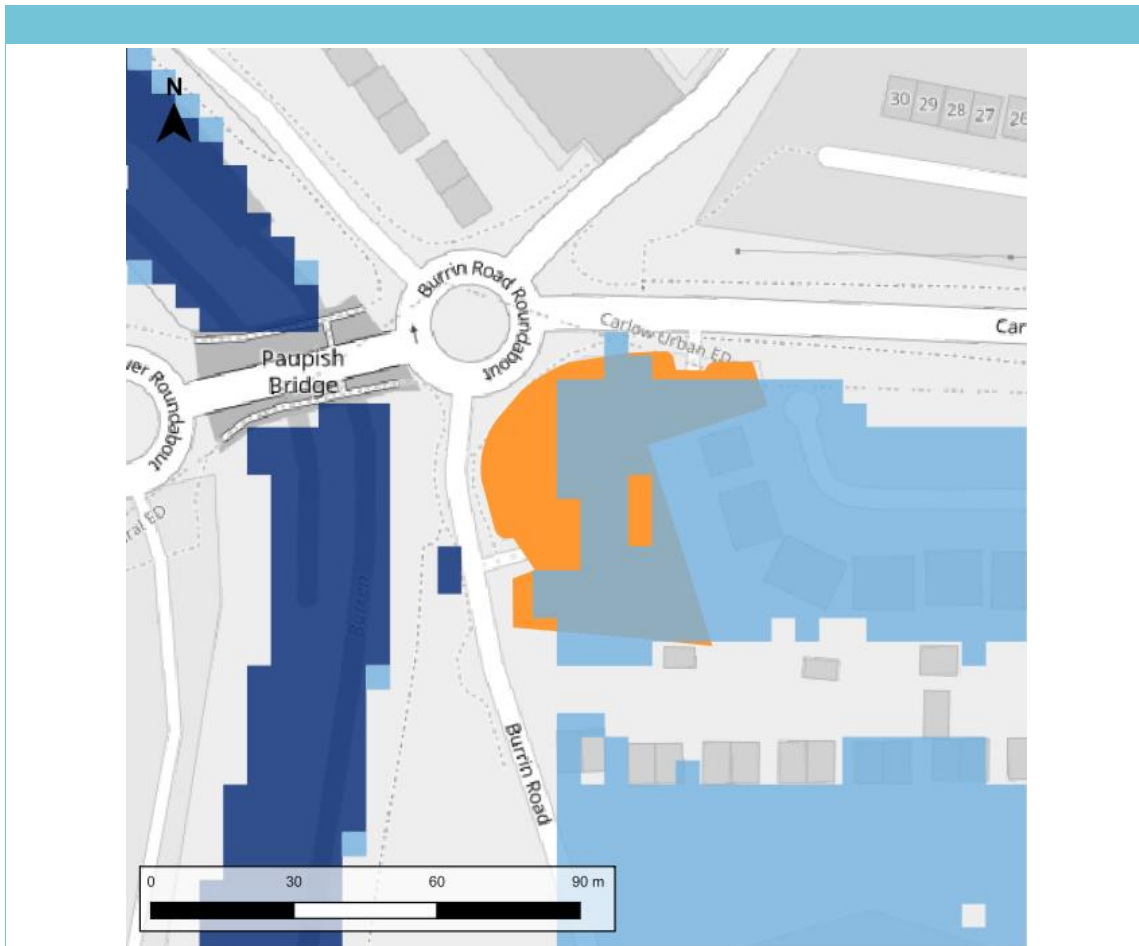 N
30 29 28 27 26
Burrin Road Roundabout
Carlow Urban ED
Car
Paupish
Bridge
ver Roundabout
ral ED
Burren
Burrin Road
0 30 60 90 m